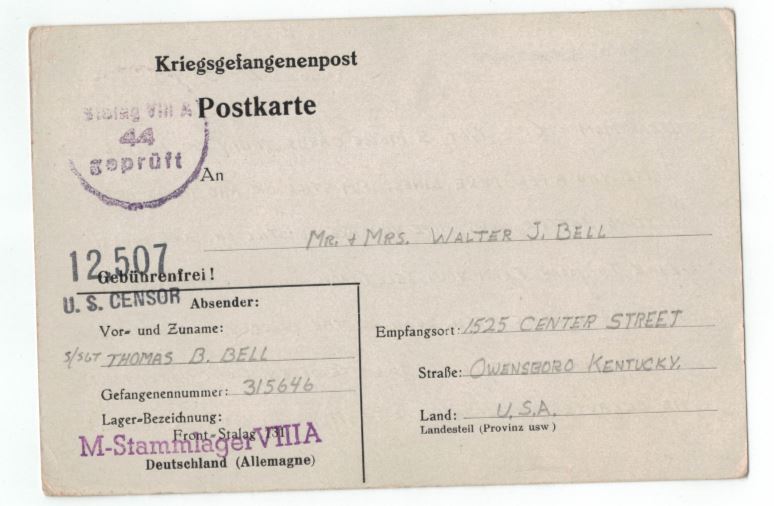 Kriegsgefangenenpost
Stalag VIII A
44
geprüft
Postkarte
An
Mr. + Mrs. Walter J. Bell
12,507
U. S. CENSOR
Gebührenfrei!
Absender:
Vor- und Zuname:
S/SGT THOMAS B. BELL
Gefangenennummer: 315646
Lager-Bezeichnung:
Front-Stalag 131
M-Stammlager VIIIA
Deutschland (Allemagne)
Empfangsort: 1525 CENTER STREET
Straße: OWENSBORO KENTUCKY.
Land: U.S.A.
Landesteil (Provinz usw)